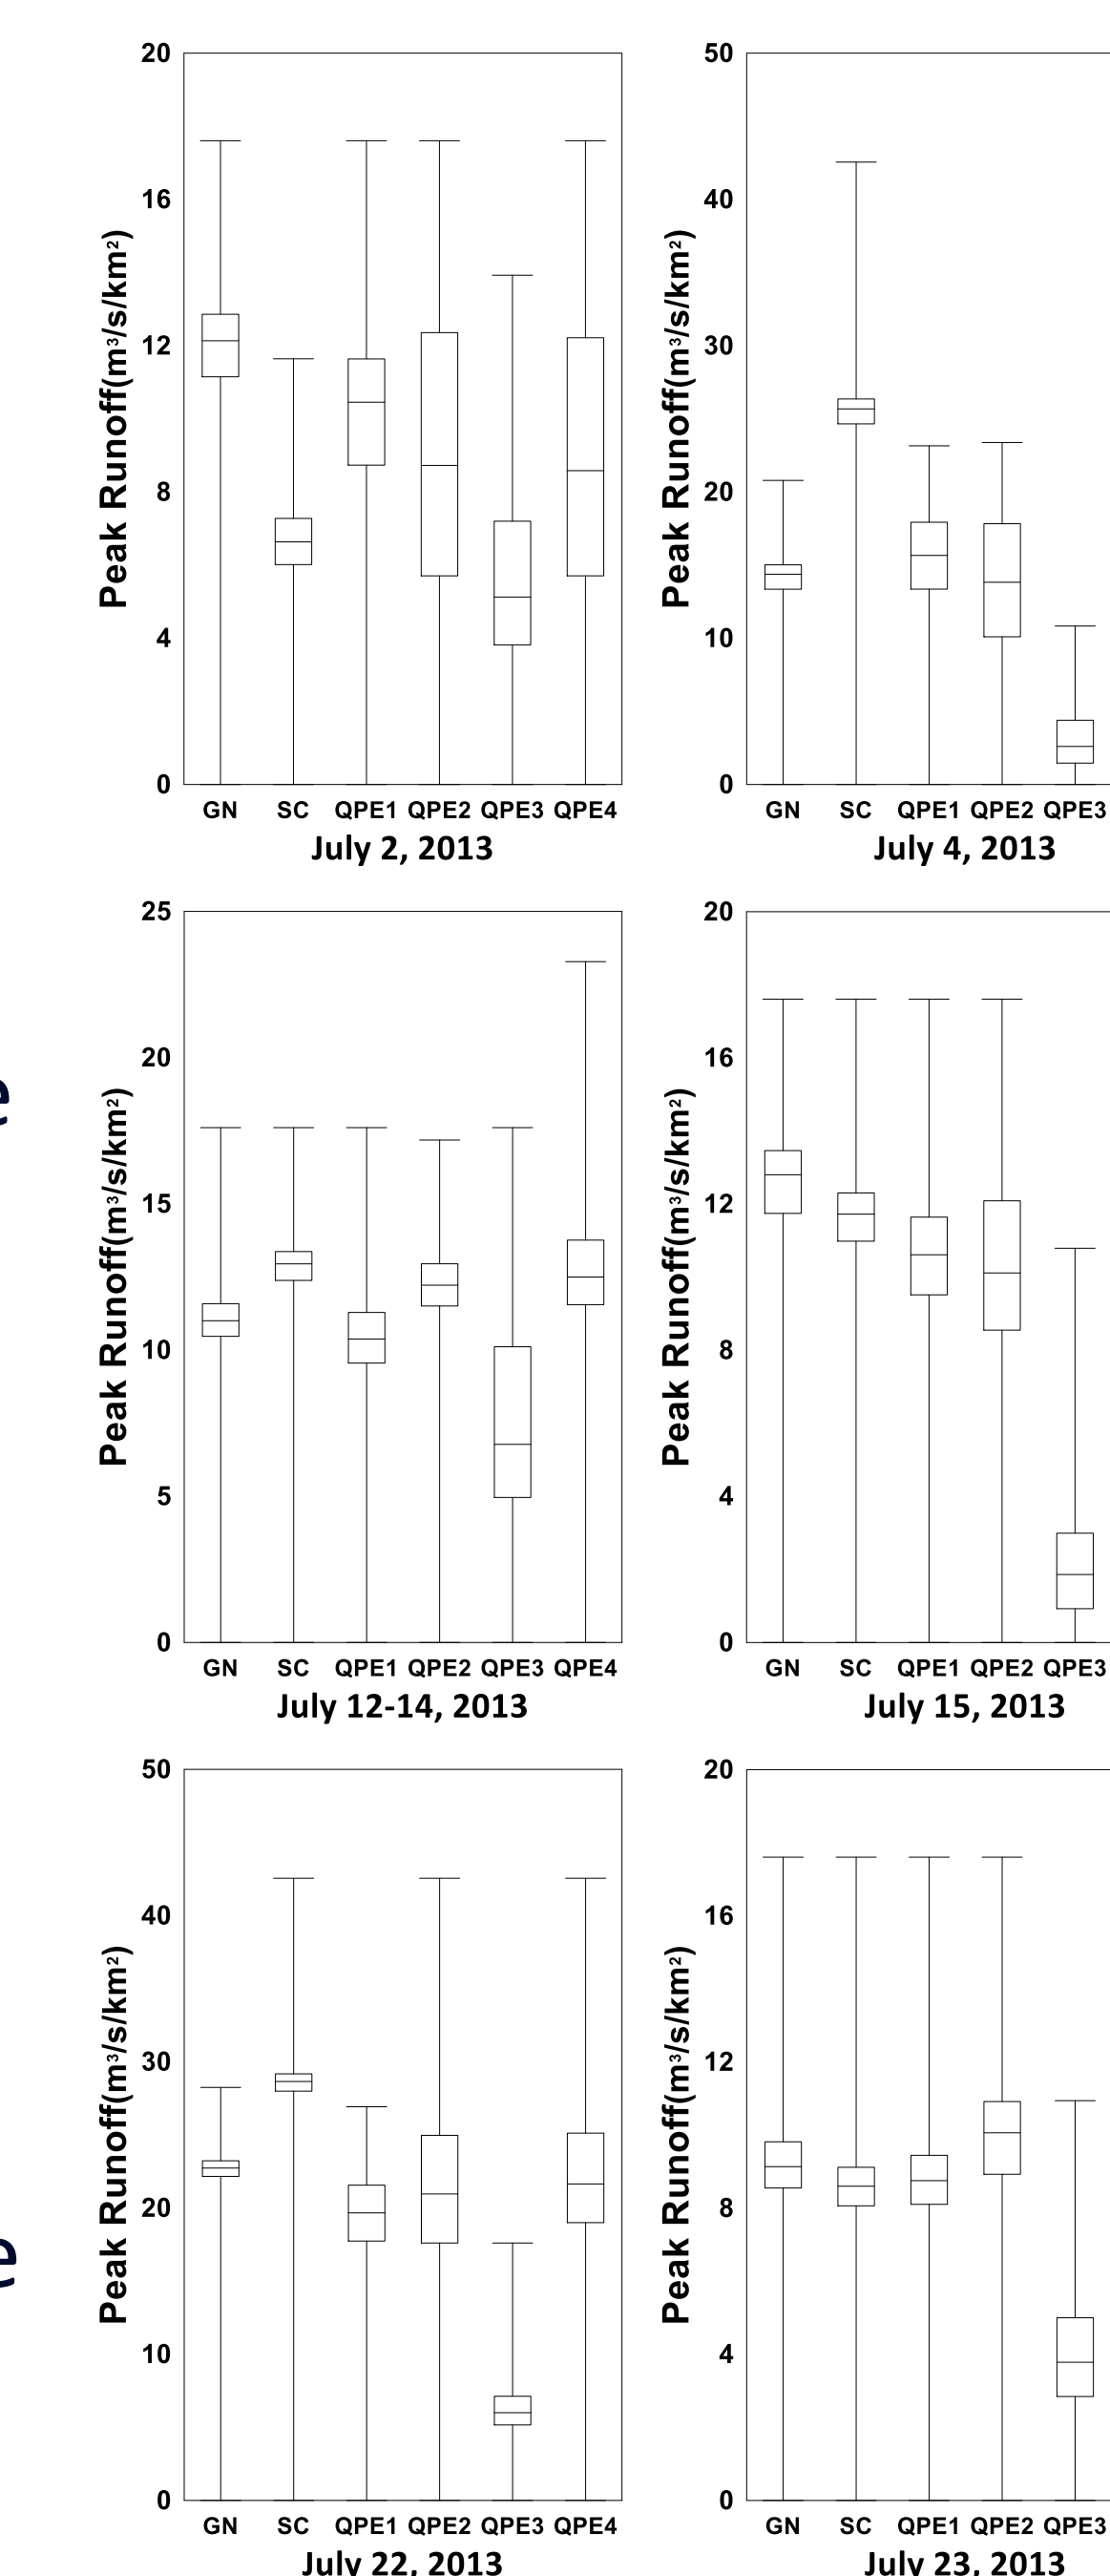 20
16
12
8
4
0
Peak Runoff(m³/s/km²)
GN SC QPE1 QPE2 QPE3 QPE4
July 2, 2013
50
40
30
20
10
0
Peak Runoff(m³/s/km²)
GN SC QPE1 QPE2 QPE3
July 4, 2013
25
20
15
10
5
0
Peak Runoff(m³/s/km²)
GN SC QPE1 QPE2 QPE3 QPE4
July 12-14, 2013
20
16
12
8
4
0
Peak Runoff(m³/s/km²)
GN SC QPE1 QPE2 QPE3
July 15, 2013
50
40
30
20
10
0
Peak Runoff(m³/s/km²)
GN SC QPE1 QPE2 QPE3 QPE4
July 22, 2013
20
16
12
8
4
0
Peak Runoff(m³/s/km²)
GN SC QPE1 QPE2 QPE3
July 23, 2013